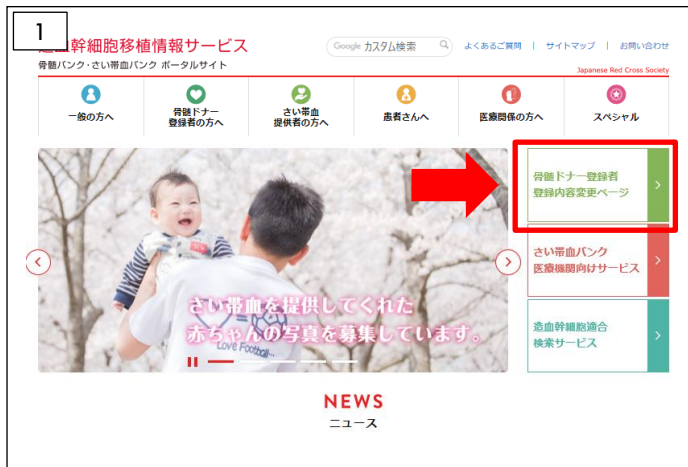 1
造血幹細胞移植情報サービス
骨髄バンク・さい帯血バンク ポータルサイト
Google カスタム検索
よくあるご質問 | サイトマップ | お問い合わせ
Japanese Red Cross Society
一般の方へ
骨髄ドナー
登録者の方へ
さい帯血
提供者の方へ
患者さんへ
医療関係の方へ
スペシャル
骨髄ドナー登録者
登録内容変更ページ
さい帯血バンク
医療機関向けサービス
造血幹細胞適合
検索サービス
さい帯血を提供してくれた
赤ちゃんの写真を募集しています。
Love Football
NEWS
ニュース